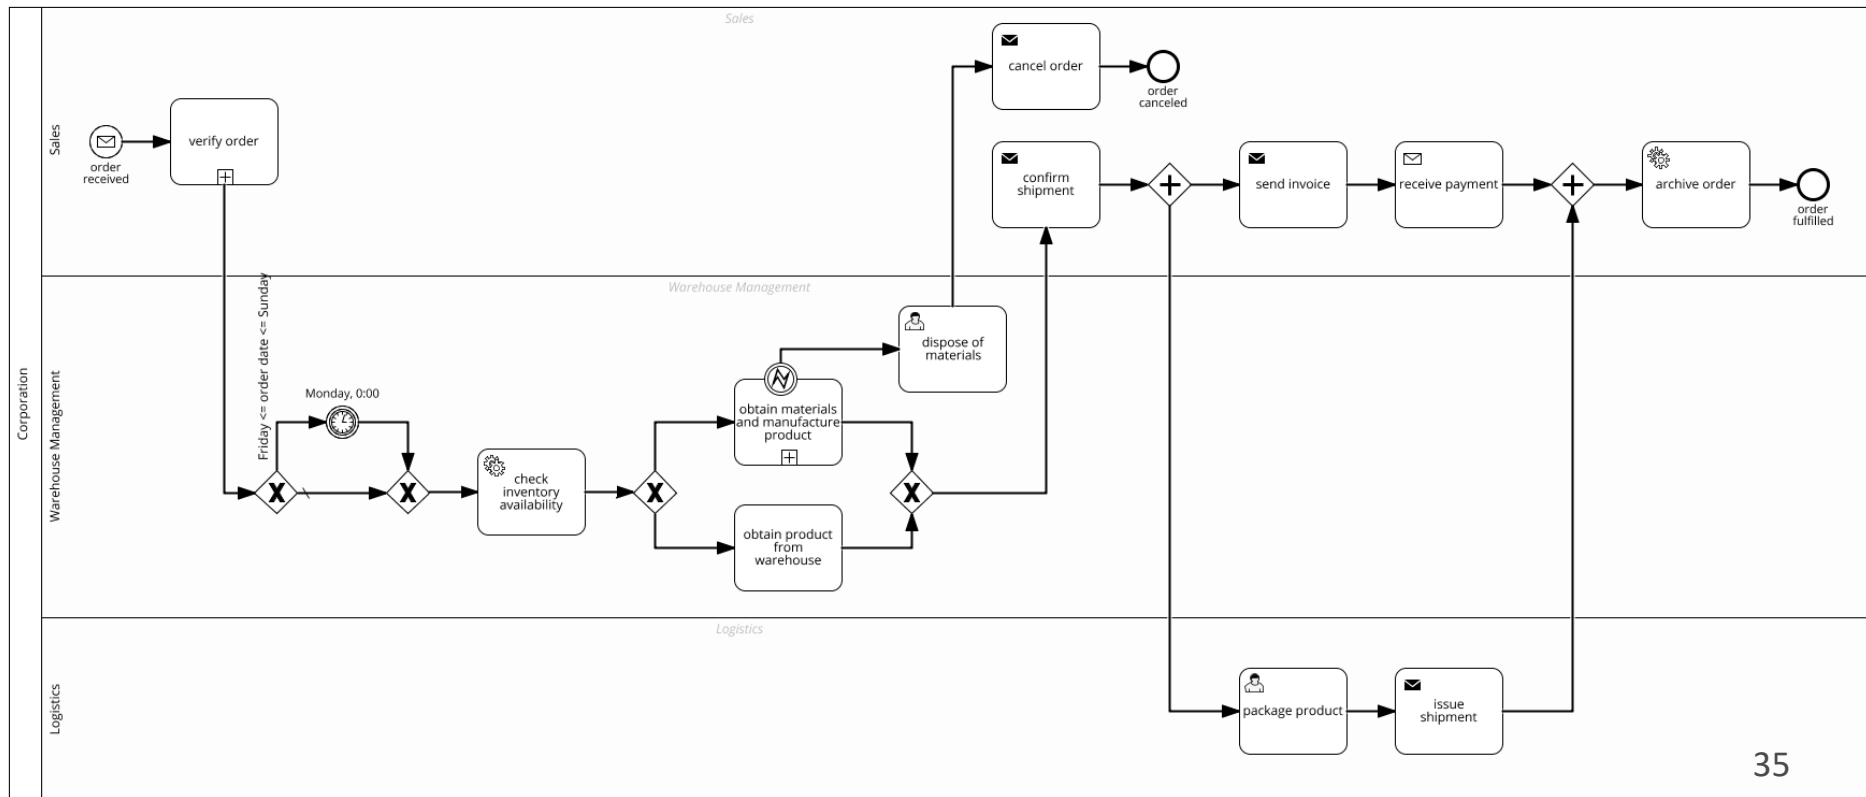 Corporation
Sales
Sales
order
received
verify order
cancel order
order
canceled
confirm
shipment
send invoice
receive payment
archive order
order
fulfilled
Warehouse Management
Warehouse Management
Friday <= order date <= Sunday
Monday, 0:00
check
inventory
availability
obtain materials
and manufacture
product
dispose of
materials
obtain product
from
warehouse
Logistics
Logistics
package product
issue
shipment
35